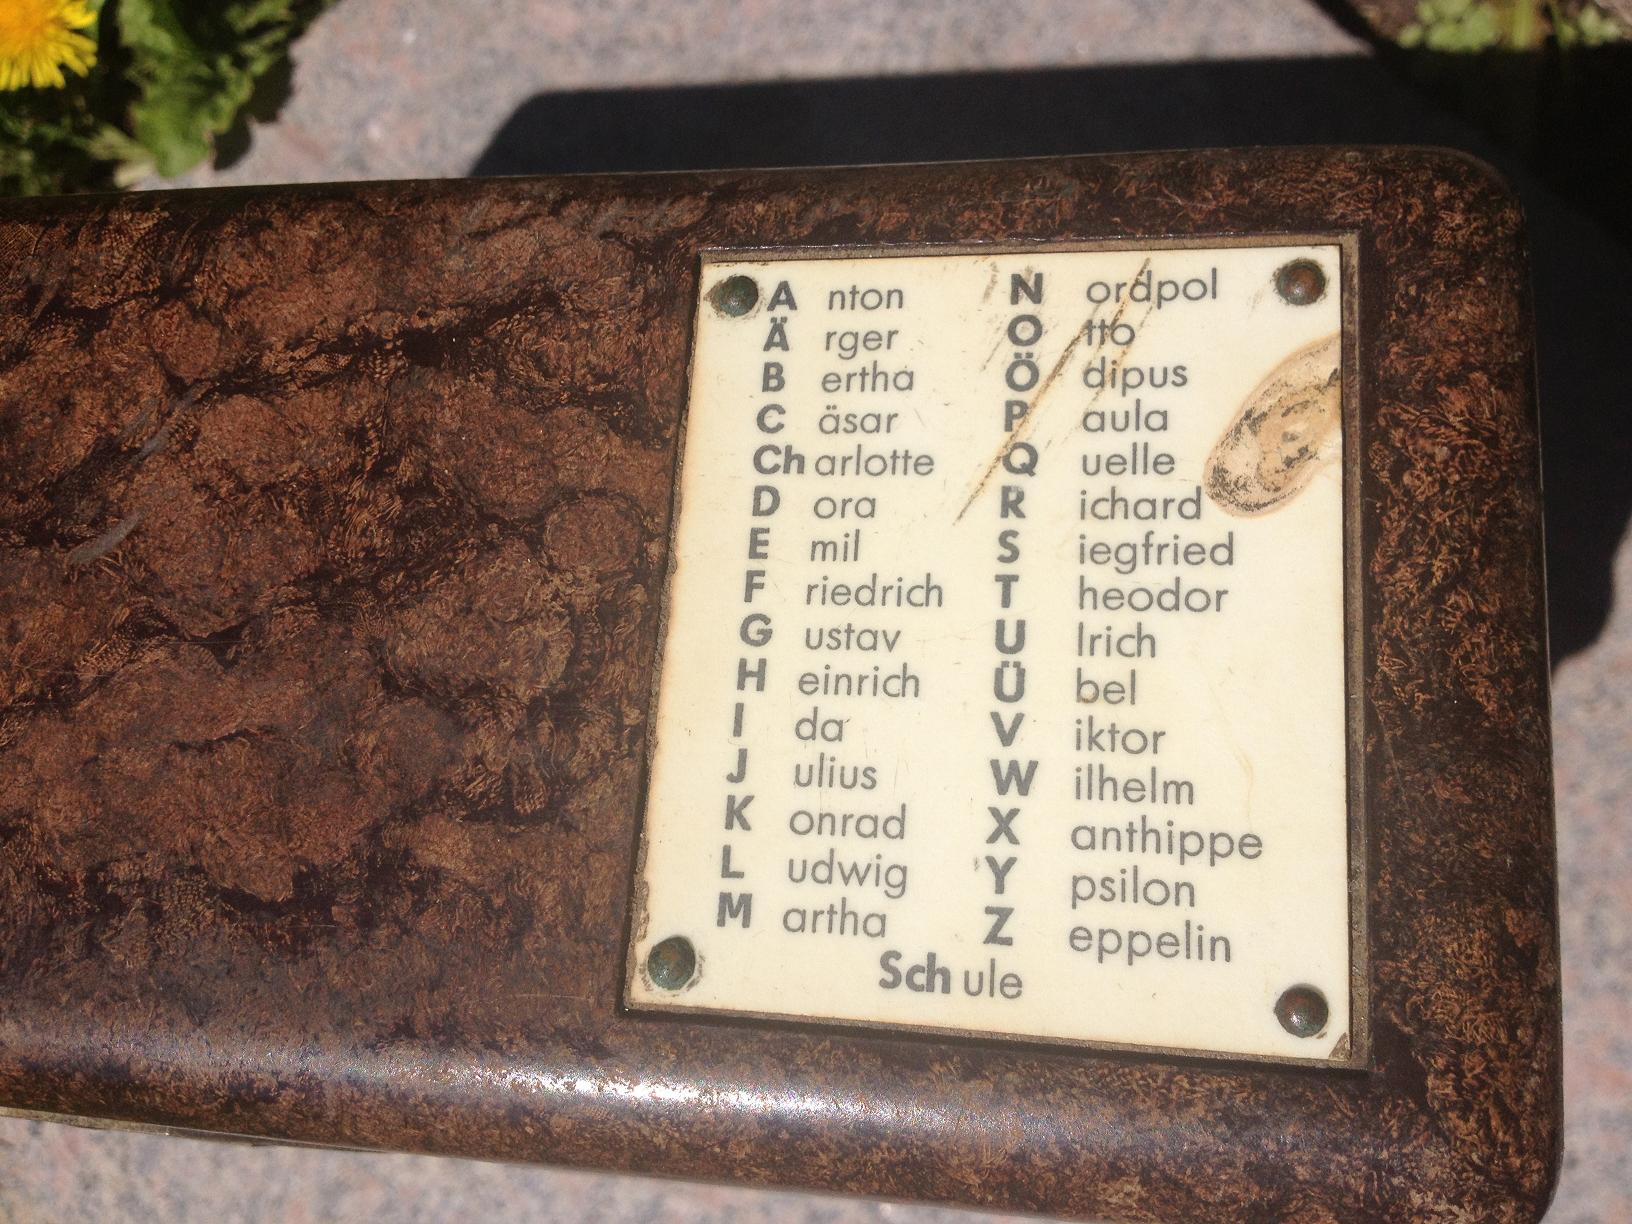 A nton
Ä rger
B ertha
C äsar
Ch arlotte
D ora
E mil
F riedrich
G ustav
H einrich
I da
J ulius
K onrad
L udwig
M artha
N ordpol
O tto
Ö dipus
P aula
Q uelle
R ichard
S iegfried
T heodor
U lrich
Ü bel
V iktor
W ilhelm
X anthippe
Y psilon
Z eppelin
Sch ule